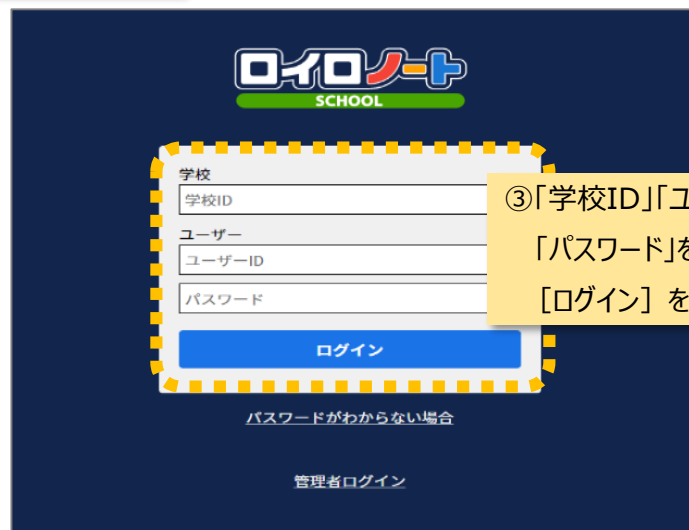 ロイロノート
SCHOOL
学校
学校ID
ユーザー
ユーザーID
パスワード
ログイン
パスワードがわからない場合
管理者ログイン
③「学校ID」「ユ
「パスワード」を
［ログイン］を